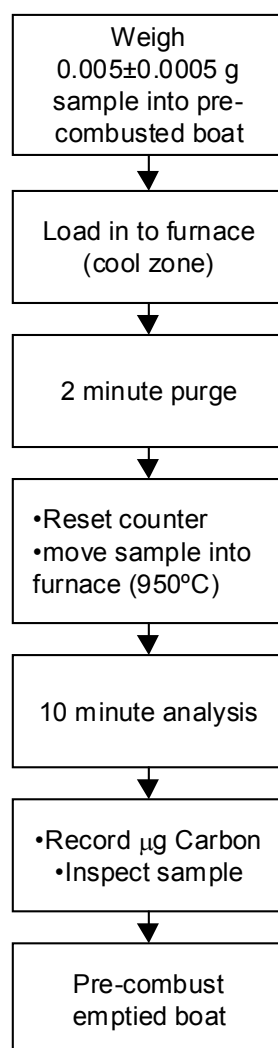 Weigh
0.005±0.0005 g
sample into pre-
combusted boat
Load in to furnace
(cool zone)
2 minute purge
•Reset counter
•move sample into
furnace (950ºC)
10 minute analysis
•Record μg Carbon
•Inspect sample
Pre-combust
emptied boat